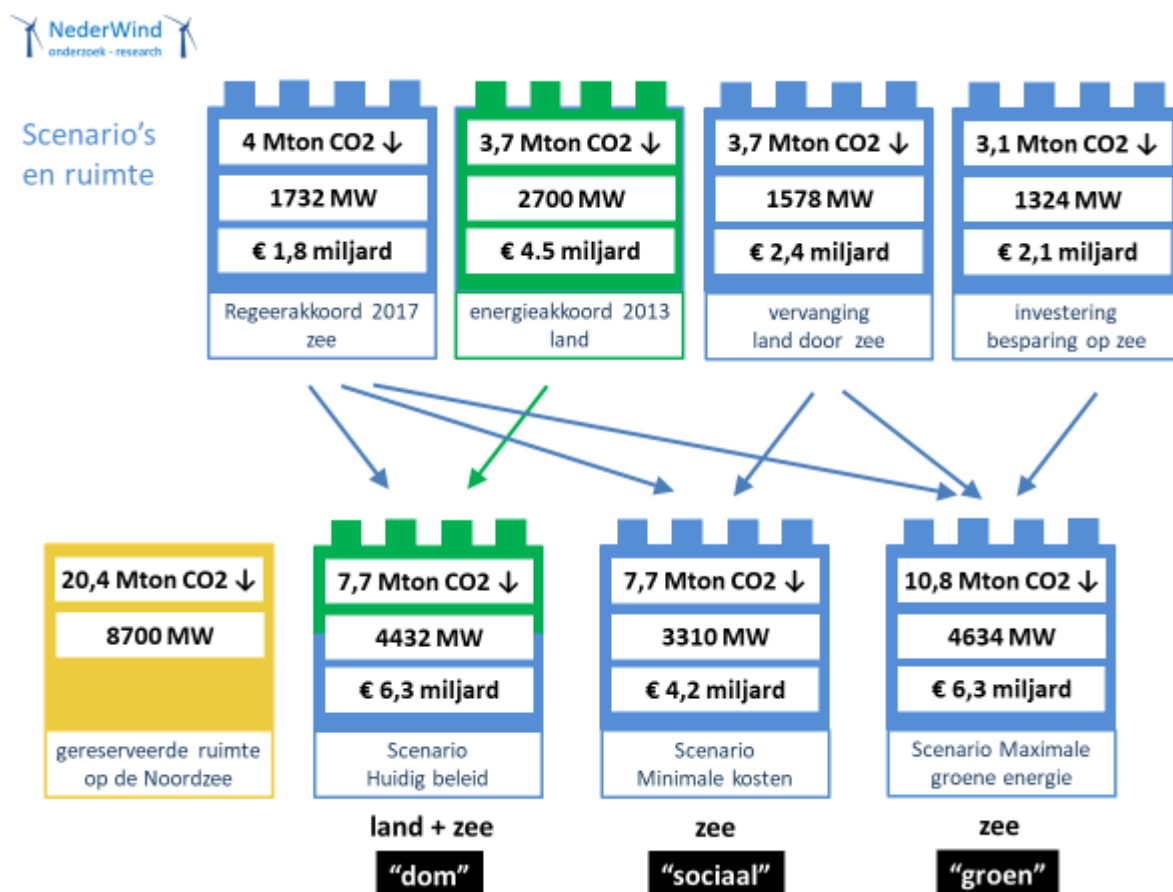 NederWind
onderzoek - research
Scenario's
en ruimte
4 Mton CO2 ↓
1732 MW
€ 1,8 miljard
Regeerakkoord 2017
zee
3,7 Mton CO2 ↓
2700 MW
€ 4.5 miljard
energieakkoord 2013
land
3,7 Mton CO2 ↓
1578 MW
€ 2,4 miljard
vervanging
land door zee
3,1 Mton CO2 ↓
1324 MW
€ 2,1 miljard
investering
besparing op zee
20,4 Mton CO2 ↓
8700 MW
gereserveerde ruimte
op de Noordzee
7,7 Mton CO2 ↓
4432 MW
€ 6,3 miljard
Scenario
Huidig beleid
land + zee
"dom"
7,7 Mton CO2 ↓
3310 MW
€ 4,2 miljard
Scenario
Minimale kosten
zee
"sociaal"
10,8 Mton CO2 ↓
4634 MW
€ 6,3 miljard
Scenario Maximale
groene energie
zee
"groen"